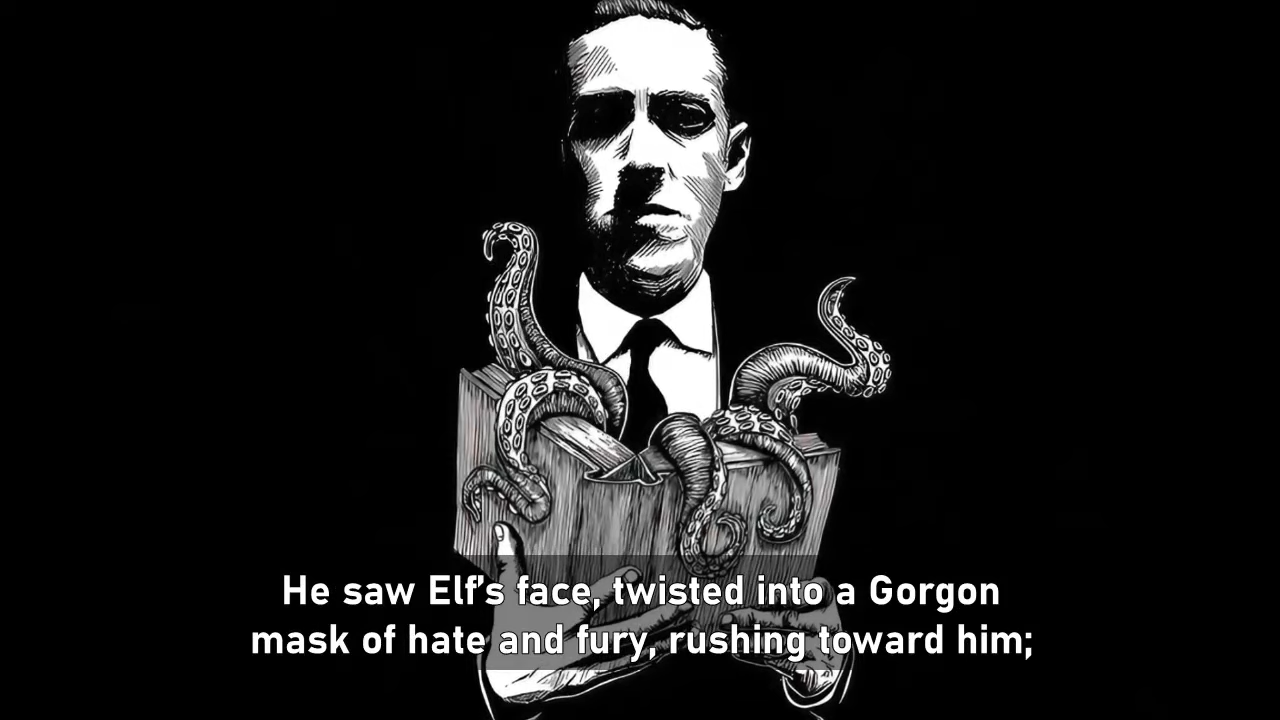 He saw Elf's face, twisted into a Gorgon
mask of hate and fury, rushing toward him;